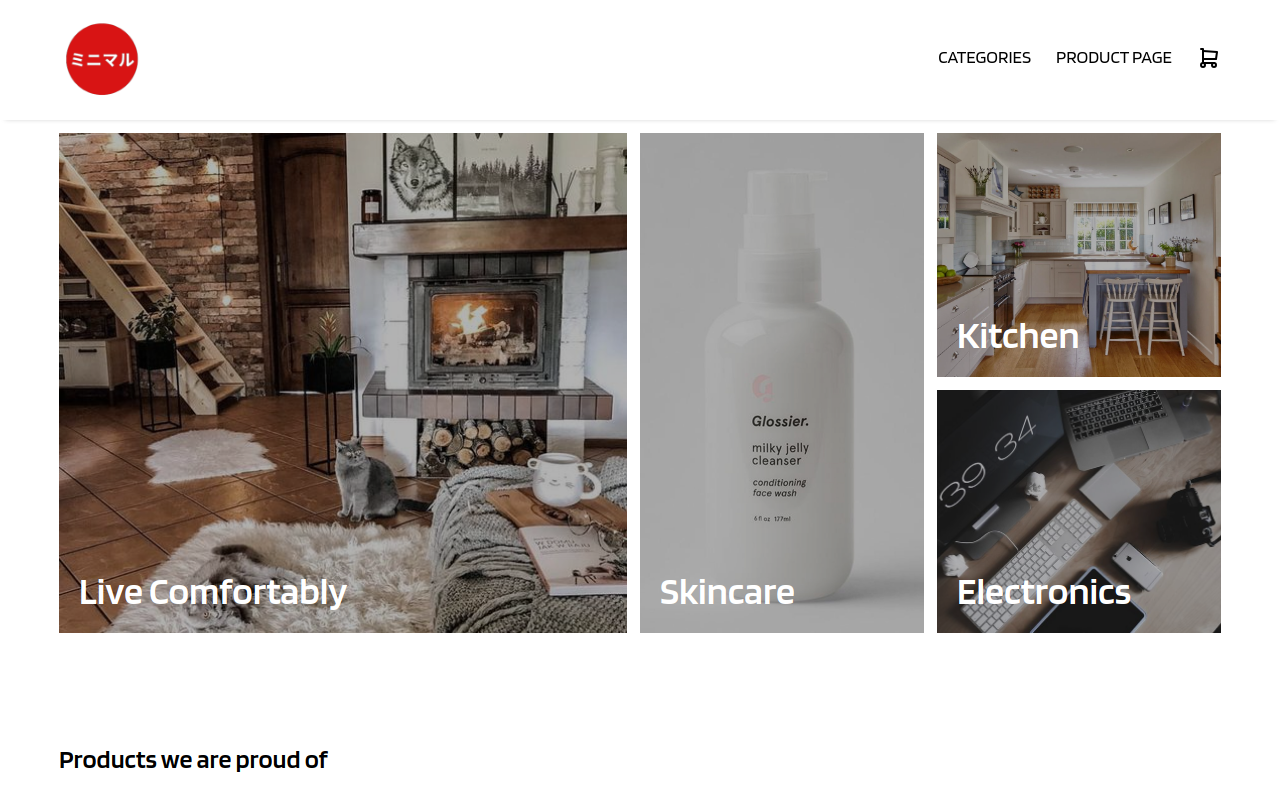 ミニマル
CATEGORIES
PRODUCT PAGE
Live Comfortably
Glossier.
milky jelly
cleanser
conditioning
face wash
6 fl oz 177ml
Skincare
Kitchen
39 34
Electronics
Products we are proud of